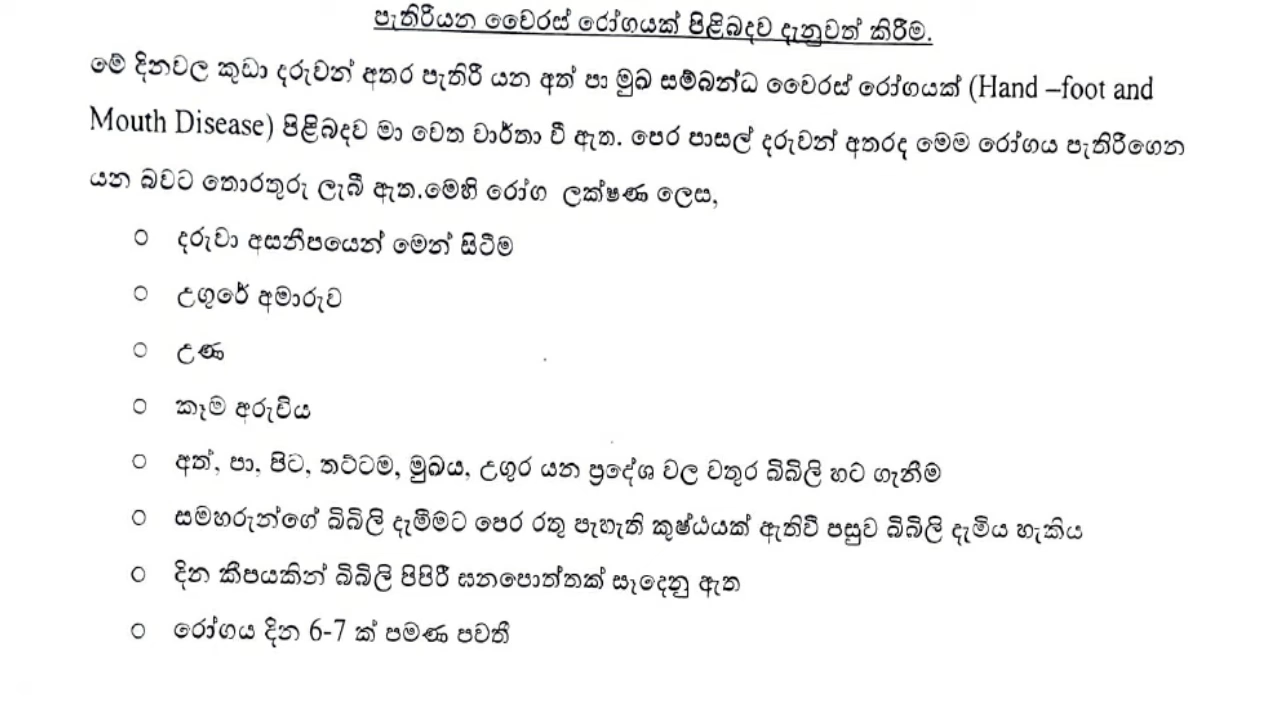 පැතිරීයන වෛරස් රෝගයක් පිළිබදව දැනුවත් කිරීම.
මේ දිනවල කුඩා දරුවන් අතර පැතිරී යන අත් පා මුඛ සම්බන්ධ වෛරස් රෝගයක් (Hand –foot and
Mouth Disease) පිළිබදව මා වෙත වාර්තා වී ඇත. පෙර පාසල් දරුවන් අතරද මෙම රෝගය පැතිරීගෙන
යන බවට තොරතුරු ලැබී ඇත.මෙහි රෝග ලක්ෂණ ලෙස,
○ දරුවා අසනීපයෙන් මෙන් සිටීම
○ උගුරේ අමාරුව
○ උණ
○ කෑම අරුචිය
○ අත්, පා, පිට, තට්ටම, මුඛය, උගුර යන ප්‍රදේශ වල වතුර බිබිලි හට ගැනීම
○ සමහරුන්ගේ බිබිලි දැමීමට පෙර රතු පැහැති කුෂ්ඨයක් ඇතිවී පසුව බිබිලි දැමිය හැකිය
○ දින කීපයකින් බිබිලි පිපිරී ඝනපොත්තක් සෑදෙනු ඇත
○ රෝගය දින 6-7 ක් පමණ පවතී